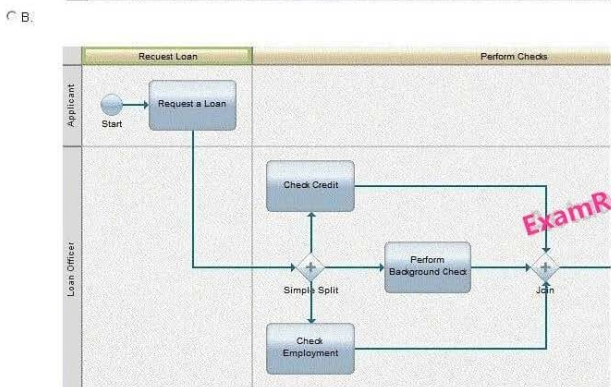 B.
Recuest Loan
Perform Checks
Applicant
Start
Request a Loan
Loan Officer
Check Credit
Simple Split
Perform
Background Check
Join
Check
Employment
ExamR